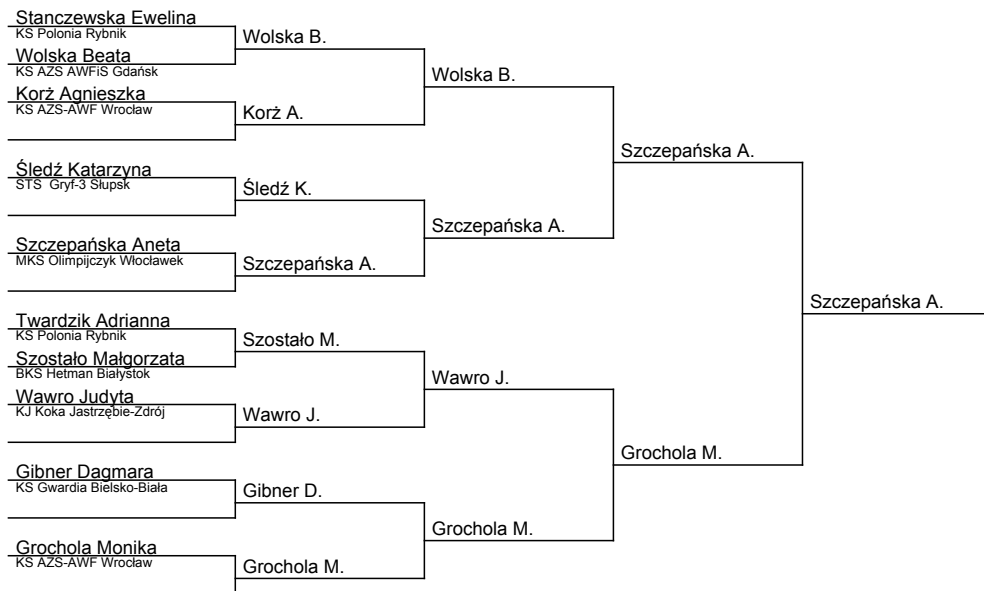 Stanczewska Ewelina
KS Polonia Rybnik
Wolska Beata
KS AZS AWFiS Gdańsk
Korż Agnieszka
KS AZS-AWF Wrocław
Śledź Katarzyna
STS  Gryf-3 Słupsk
Szczepańska Aneta
MKS Olimpijczyk Włocławek
Twardzik Adrianna
KS Polonia Rybnik
Szostało Małgorzata
BKS Hetman Białystok
Wawro Judyta
KJ Koka Jastrzębie-Zdrój
Gibner Dagmara
KS Gwardia Bielsko-Biała
Grochola Monika
KS AZS-AWF Wrocław
Wolska B.
Korż A.
Śledź K.
Szczepańska A.
Szostało M.
Wawro J.
Gibner D.
Grochola M.
Wolska B.
Szczepańska A.
Wawro J.
Grochola M.
Szczepańska A.
Grochola M.
Szczepańska A.